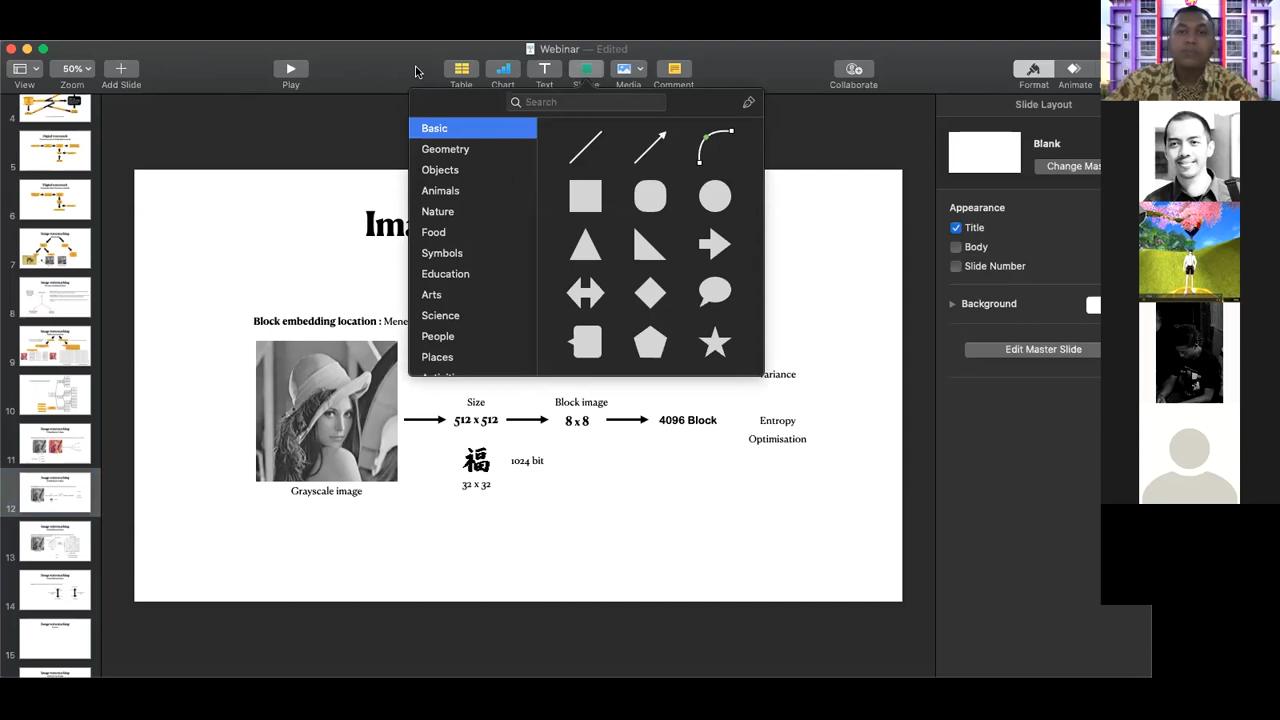 Webinar — Edited
50%
View
Zoom
Add Slide
Play
Table
Chart
Text
Media
Comment
Collaborate
Format
Animate
Search
Basic
Geometry
Objects
Animals
Nature
Food
Symbols
Education
Arts
Science
People
Places
4
5
6
7
8
9
10
11
12
13
14
15
Block embedding location : Mene
Variance
Size
Block image
512 x 512
8 x 8
4096 Block
Entropy
Optimisation
福
1024 bit
32 x 32
Grayscale image
Slide Layout
Blank
Change Mas
Appearance
Title
Body
Slide Number
Background
Edit Master Slide